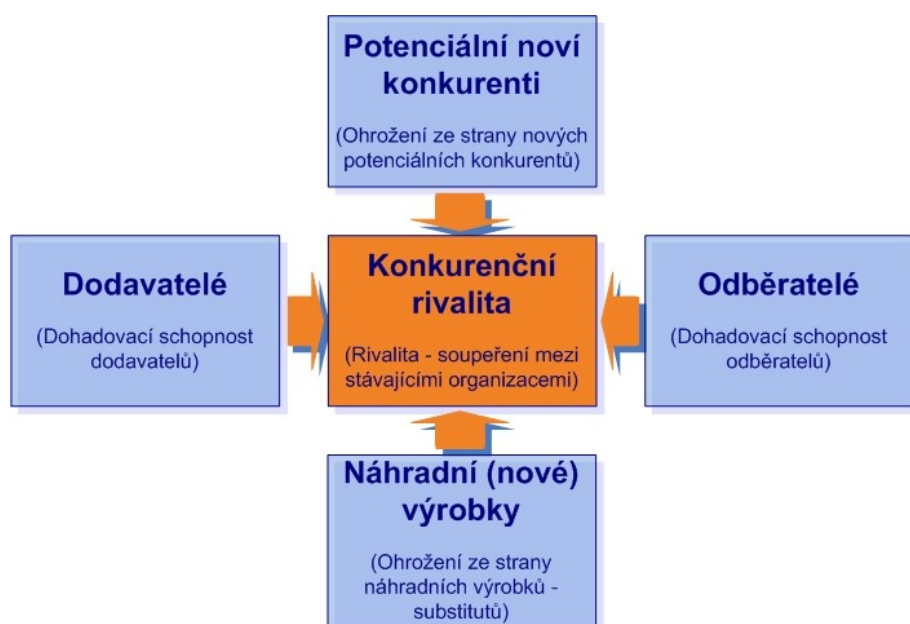 Potenciální noví
konkurenti
(Ohrožení ze strany nových
potenciálních konkurentů)
Dodavatelé
(Dohadovací schopnost
dodavatelů)
Konkurenční
rivalita
(Rivalita - soupeření mezi
stávajícími organizacemi)
Odběratelé
(Dohadovací schopnost
odběratelů)
Náhradní (nové)
výrobky
(Ohrožení ze strany
náhradních výrobků -
substitutů)